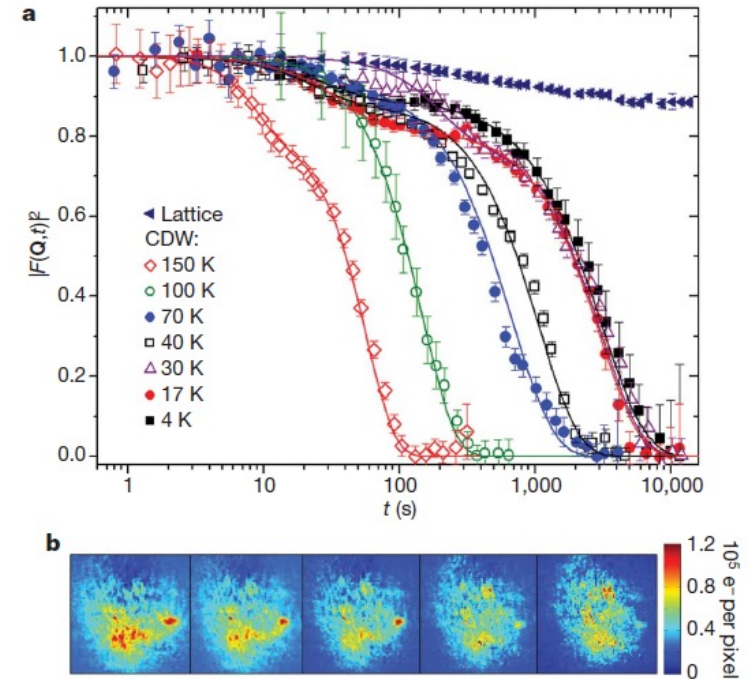 a
1.0
0.8
0.6
0.4
0.2
0.0
|F(Q,t)|²
Lattice
CDW:
150 K
100 K
70 K
40 K
30 K
17 K
4 K
1 10 100 1,000 10,000
t (s)
b
1.2
0.8
0.4
0
10⁵ e⁻ per pixel